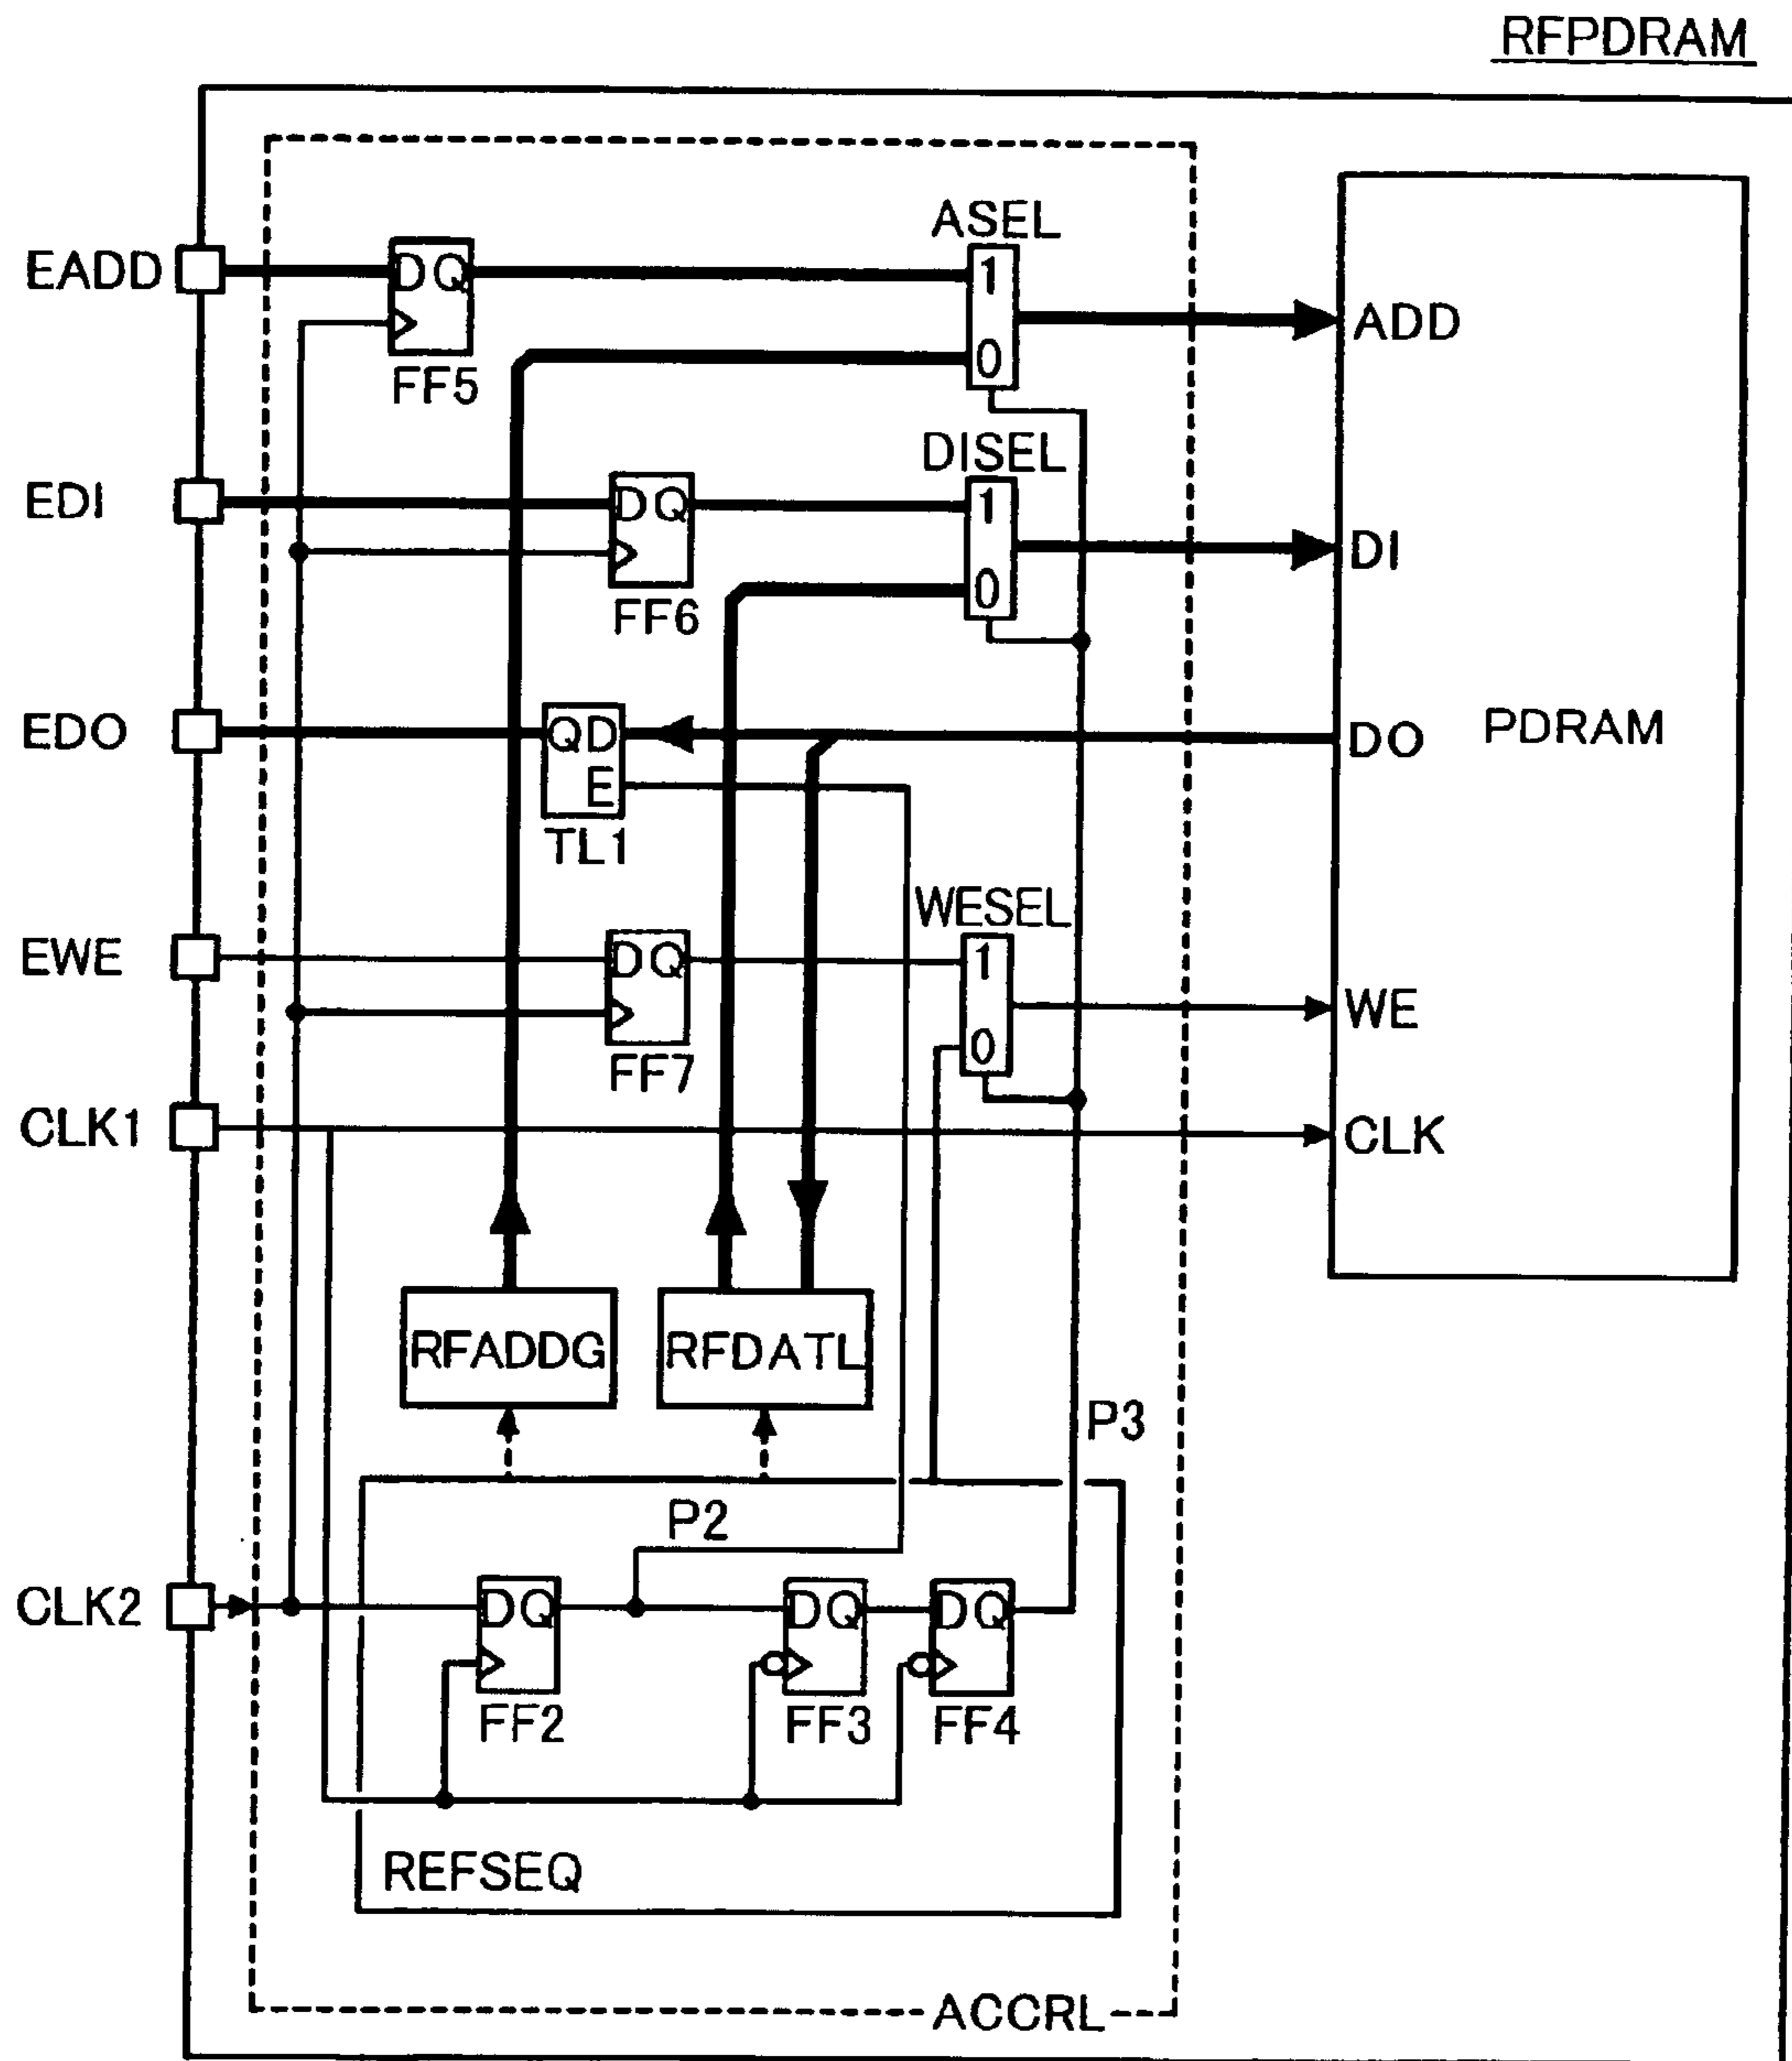 RFPDRAM
ASEL
EADD
DQ
1
ADD
0
FF5
DISEL
EDI
DQ
1
DI
0
FF6
EDO
QD
DO
PDRAM
E
TL1
WESEL
EWE
DQ
1
WE
0
FF7
CLK1
CLK
RFADDG
RFDATL
P3
P2
CLK2
DQ
DQ
DQ
FF2
FF3
FF4
REFSEQ
ACCRL